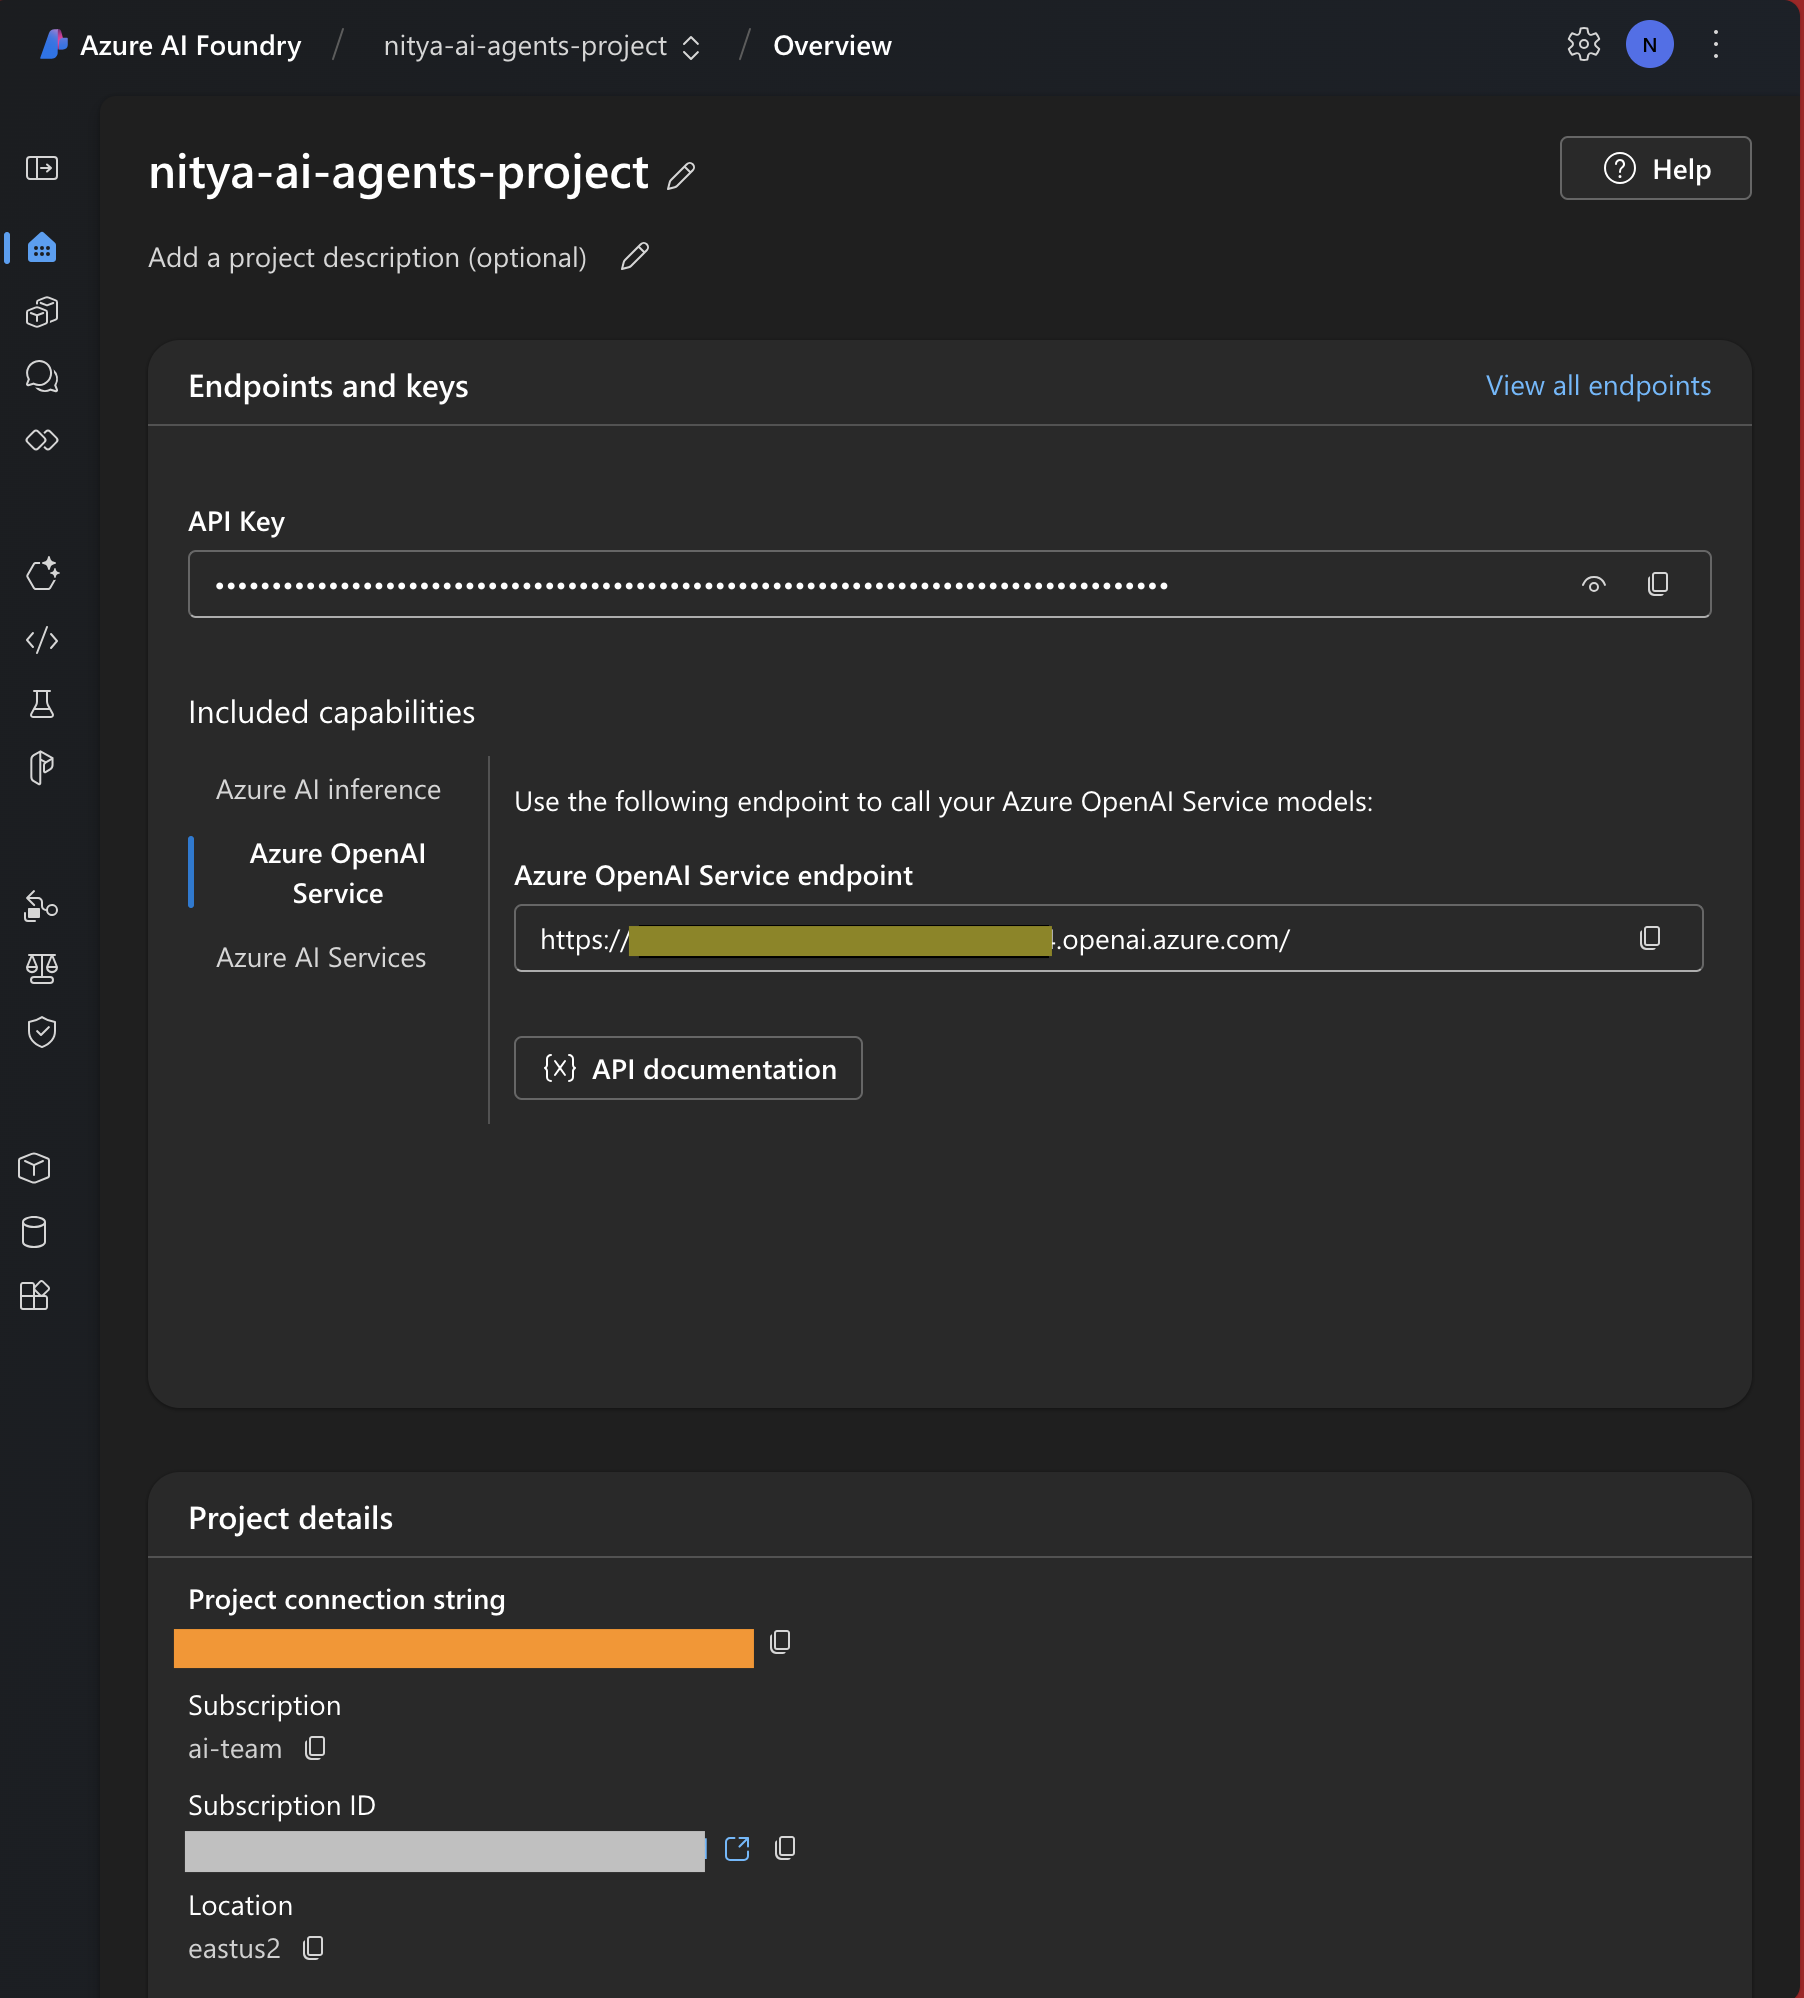 Azure AI Foundry / nitya-ai-agents-project / Overview
N
nitya-ai-agents-project
Help
Add a project description (optional)
Endpoints and keys
View all endpoints
API Key
••••••••••••••••••••••••••••••••••••••••••••••••••••••••••••••••••••••••••••••••••••
Included capabilities
Azure AI inference
Azure OpenAI
Service
Azure AI Services
Use the following endpoint to call your Azure OpenAI Service models:
Azure OpenAI Service endpoint
https:// .openai.azure.com/
{x} API documentation
Project details
Project connection string
Subscription
ai-team
Subscription ID
Location
eastus2